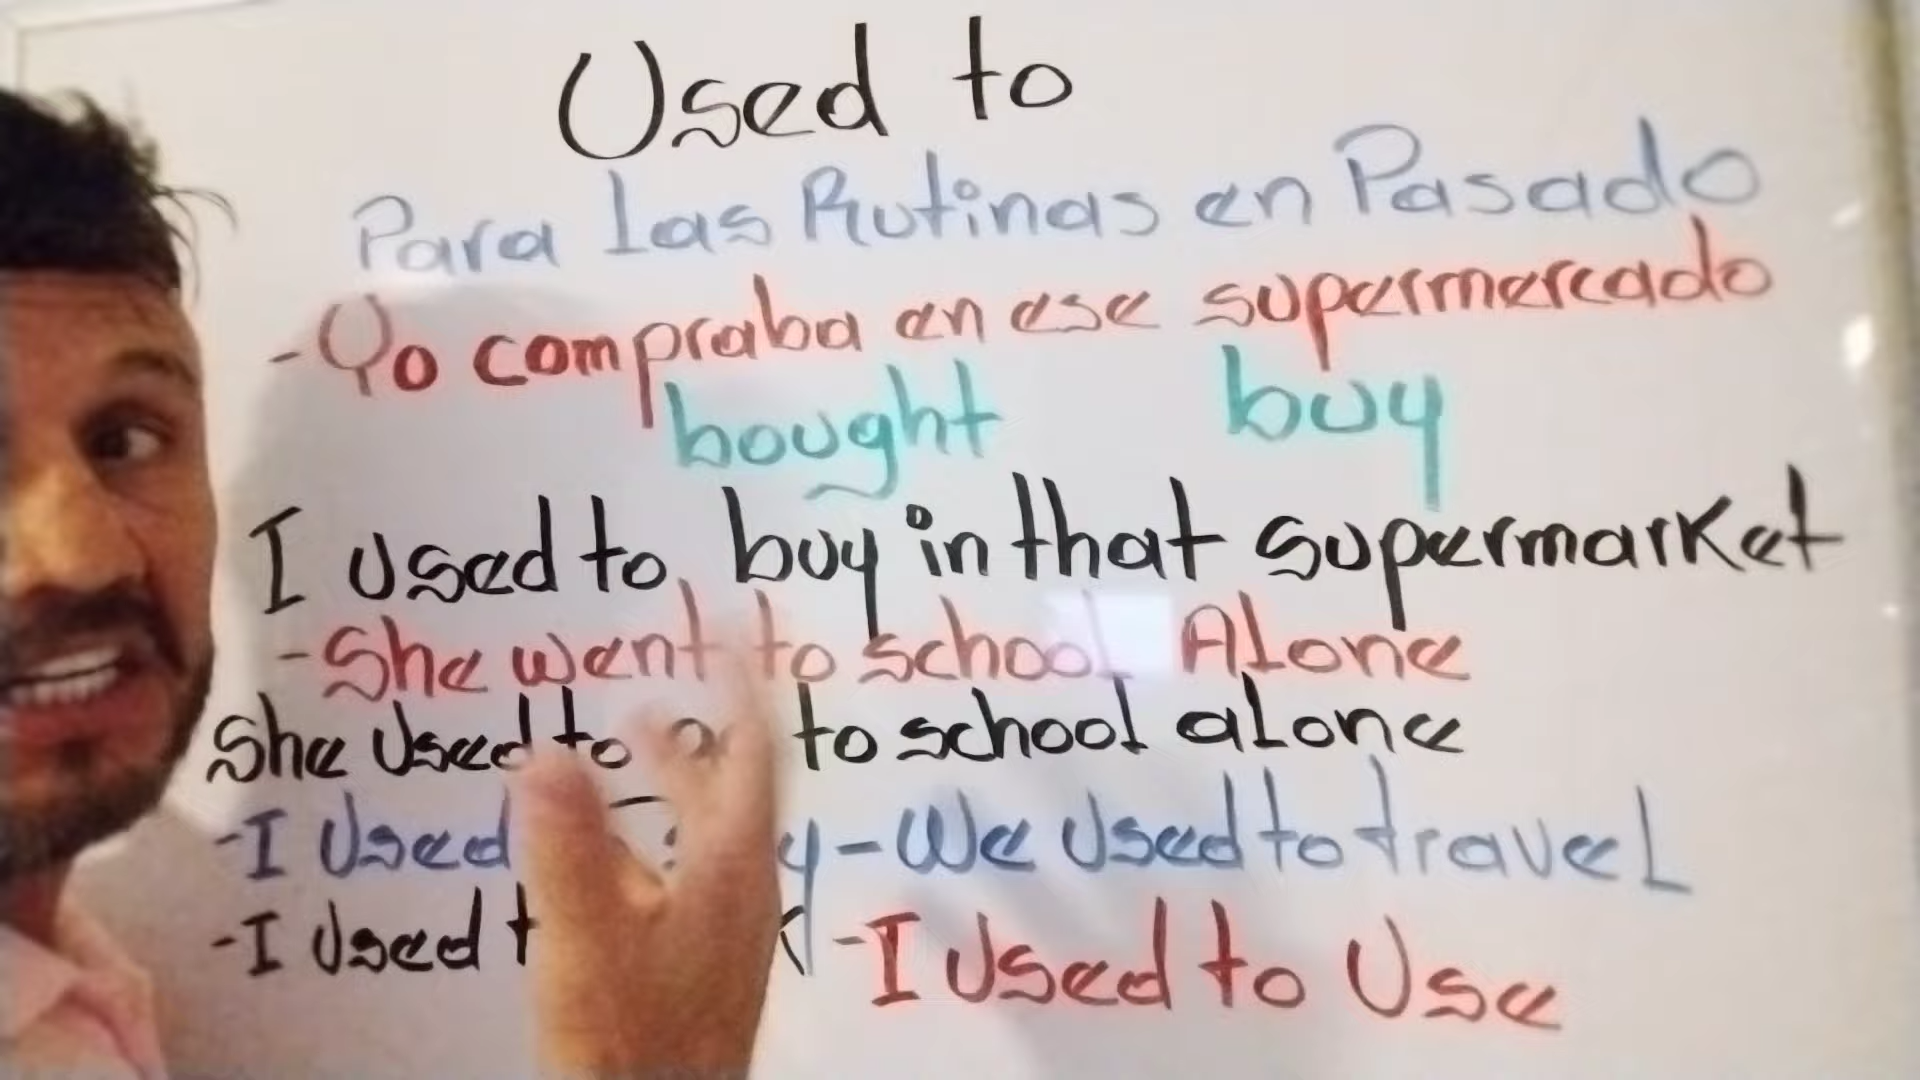 Used to
Para las Rutinas en Pasado
-Yo compraba en ese supermercado
bought buy
I used to buy in that supermarket
-She went to school Alone
She Used to to school alone
-I Used -We Used to travel
-I Used -I Used to Use